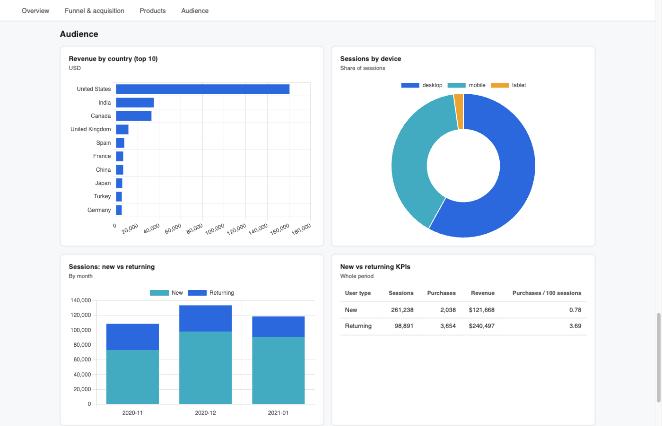 Overview Funnel & acquisition Products Audience
Audience
Revenue by country (top 10)
USD
United States
India
Canada
United Kingdom
Spain
France
China
Japan
Turkey
Germany
0 20,000 40,000 60,000 80,000 100,000 120,000 140,000 160,000 180,000
Sessions by device
Share of sessions
desktop mobile tablet
Sessions: new vs returning
By month
New Returning
140,000
120,000
100,000
80,000
60,000
40,000
20,000
0
2020-11 2020-12 2021-01
New vs returning KPIs
Whole period
User type Sessions Purchases Revenue Purchases / 100 sessions
New 261,238 2,038 $121,668 0.78
Returning 98,891 3,654 $240,497 3.69